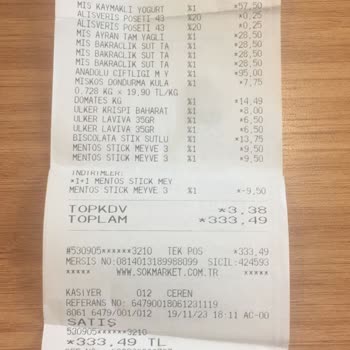 MIS KAYMAKLI YOGURT %1 *57,50
ALISVERIS POSETI 43 %20 *0,25
ALISVERIS POSETI 43 %20 *0,25
MIS AYRAN TAM YAGLI %1 *28,50
MIS BAKRACLIK SUT TA %1 *28,50
MIS BAKRACLIK SUT TA %1 *28,50
MIS BAKRACLIK SUT TA %1 *28,50
ANADOLU CIFTLIGI M Y %1 *95,00
MISKOS DONDURMA KULA %1 *7,75
0.728 KG × 19,90 TL/KG
DOMATES KG %1 *14,49
ULKER KRISPI BAHARAT %1 *8,00
ULKER LAVIVA 35GR %1 *6,50
ULKER LAVIVA 35GR %1 *6,50
BISCOLATA STIX SUTLU %1 *13,75
MENTOS STICK MEYVE 3 %1 *9,50
MENTOS STICK MEYVE 3 %1 *9,50
INDIRIMLER:
*1+1 MENTOS STICK MEY
MENTOS STICK MEYVE 3 %1 *-9,50
TOPKDV *3,38
TOPLAM *333,49
#530905******3210 TEK POS *333,49
MERSIS NO:0814013189988099 SICIL:424593
***** WWW.SOKMARKET.COM.TR *****
KASIYER 012 CEREN
REFERANS NO: 64790018061231119
8061 6479/001/012 19/11/23 18:11 AC-00
SATIS
530905******3210
*333,49 TL